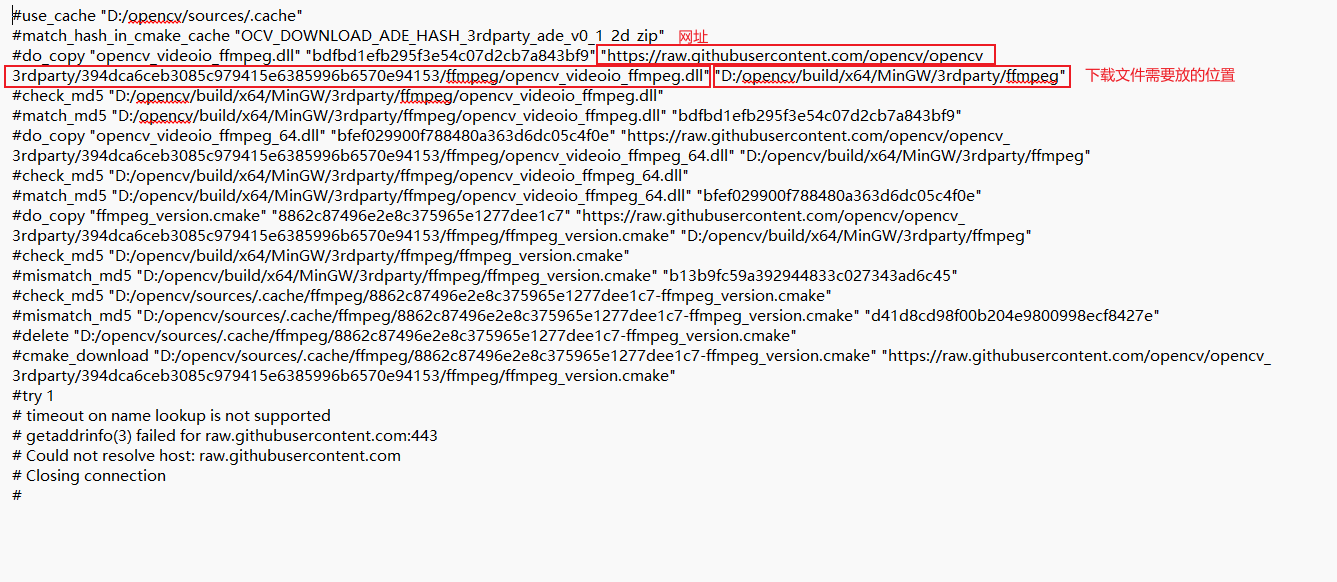 #use_cache "D:/opencv/sources/.cache"
#match_hash_in_cmake_cache "OCV_DOWNLOAD_ADE_HASH_3rdparty_ade_v0_1_2d_zip" 网址
#do_copy "opencv_videoio_ffmpeg.dll" "bdfbd1efb295f3e54c07d2cb7a843bf9" "https://raw.githubusercontent.com/opencv/opencv_
3rdparty/394dca6ceb3085c979415e6385996b6570e94153/ffmpeg/opencv_videoio_ffmpeg.dll" "D:/opencv/build/x64/MinGW/3rdparty/ffmpeg" 下载文件需要放的位置
#check_md5 "D:/opencv/build/x64/MinGW/3rdparty/ffmpeg/opencv_videoio_ffmpeg.dll"
#match_md5 "D:/opencv/build/x64/MinGW/3rdparty/ffmpeg/opencv_videoio_ffmpeg.dll" "bdfbd1efb295f3e54c07d2cb7a843bf9"
#do_copy "opencv_videoio_ffmpeg_64.dll" "bfef029900f788480a363d6dc05c4f0e" "https://raw.githubusercontent.com/opencv/opencv_
3rdparty/394dca6ceb3085c979415e6385996b6570e94153/ffmpeg/opencv_videoio_ffmpeg_64.dll" "D:/opencv/build/x64/MinGW/3rdparty/ffmpeg"
#check_md5 "D:/opencv/build/x64/MinGW/3rdparty/ffmpeg/opencv_videoio_ffmpeg_64.dll"
#match_md5 "D:/opencv/build/x64/MinGW/3rdparty/ffmpeg/opencv_videoio_ffmpeg_64.dll" "bfef029900f788480a363d6dc05c4f0e"
#do_copy "ffmpeg_version.cmake" "8862c87496e2e8c375965e1277dee1c7" "https://raw.githubusercontent.com/opencv/opencv_
3rdparty/394dca6ceb3085c979415e6385996b6570e94153/ffmpeg/ffmpeg_version.cmake" "D:/opencv/build/x64/MinGW/3rdparty/ffmpeg"
#check_md5 "D:/opencv/build/x64/MinGW/3rdparty/ffmpeg/ffmpeg_version.cmake"
#mismatch_md5 "D:/opencv/build/x64/MinGW/3rdparty/ffmpeg/ffmpeg_version.cmake" "b13b9fc59a392944833c027343ad6c45"
#check_md5 "D:/opencv/sources/.cache/ffmpeg/8862c87496e2e8c375965e1277dee1c7-ffmpeg_version.cmake"
#mismatch_md5 "D:/opencv/sources/.cache/ffmpeg/8862c87496e2e8c375965e1277dee1c7-ffmpeg_version.cmake" "d41d8cd98f00b204e9800998ecf8427e"
#delete "D:/opencv/sources/.cache/ffmpeg/8862c87496e2e8c375965e1277dee1c7-ffmpeg_version.cmake"
#cmake_download "D:/opencv/sources/.cache/ffmpeg/8862c87496e2e8c375965e1277dee1c7-ffmpeg_version.cmake" "https://raw.githubusercontent.com/opencv/opencv_
3rdparty/394dca6ceb3085c979415e6385996b6570e94153/ffmpeg/ffmpeg_version.cmake"
#try 1
# timeout on name lookup is not supported
# getaddrinfo(3) failed for raw.githubusercontent.com:443
# Could not resolve host: raw.githubusercontent.com
# Closing connection
#